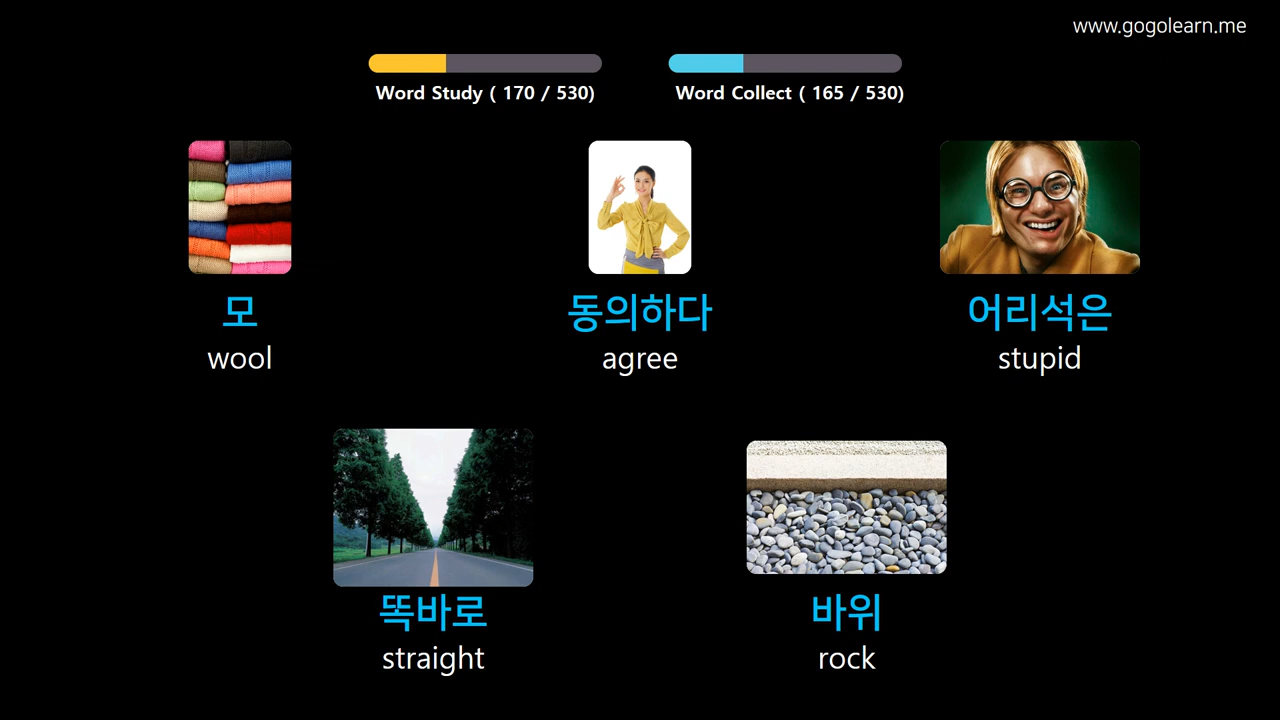 www.gogolearn.me
Word Study ( 170 / 530)
Word Collect ( 165 / 530)
모
wool
동의하다
agree
어리석은
stupid
똑바로
straight
바위
rock